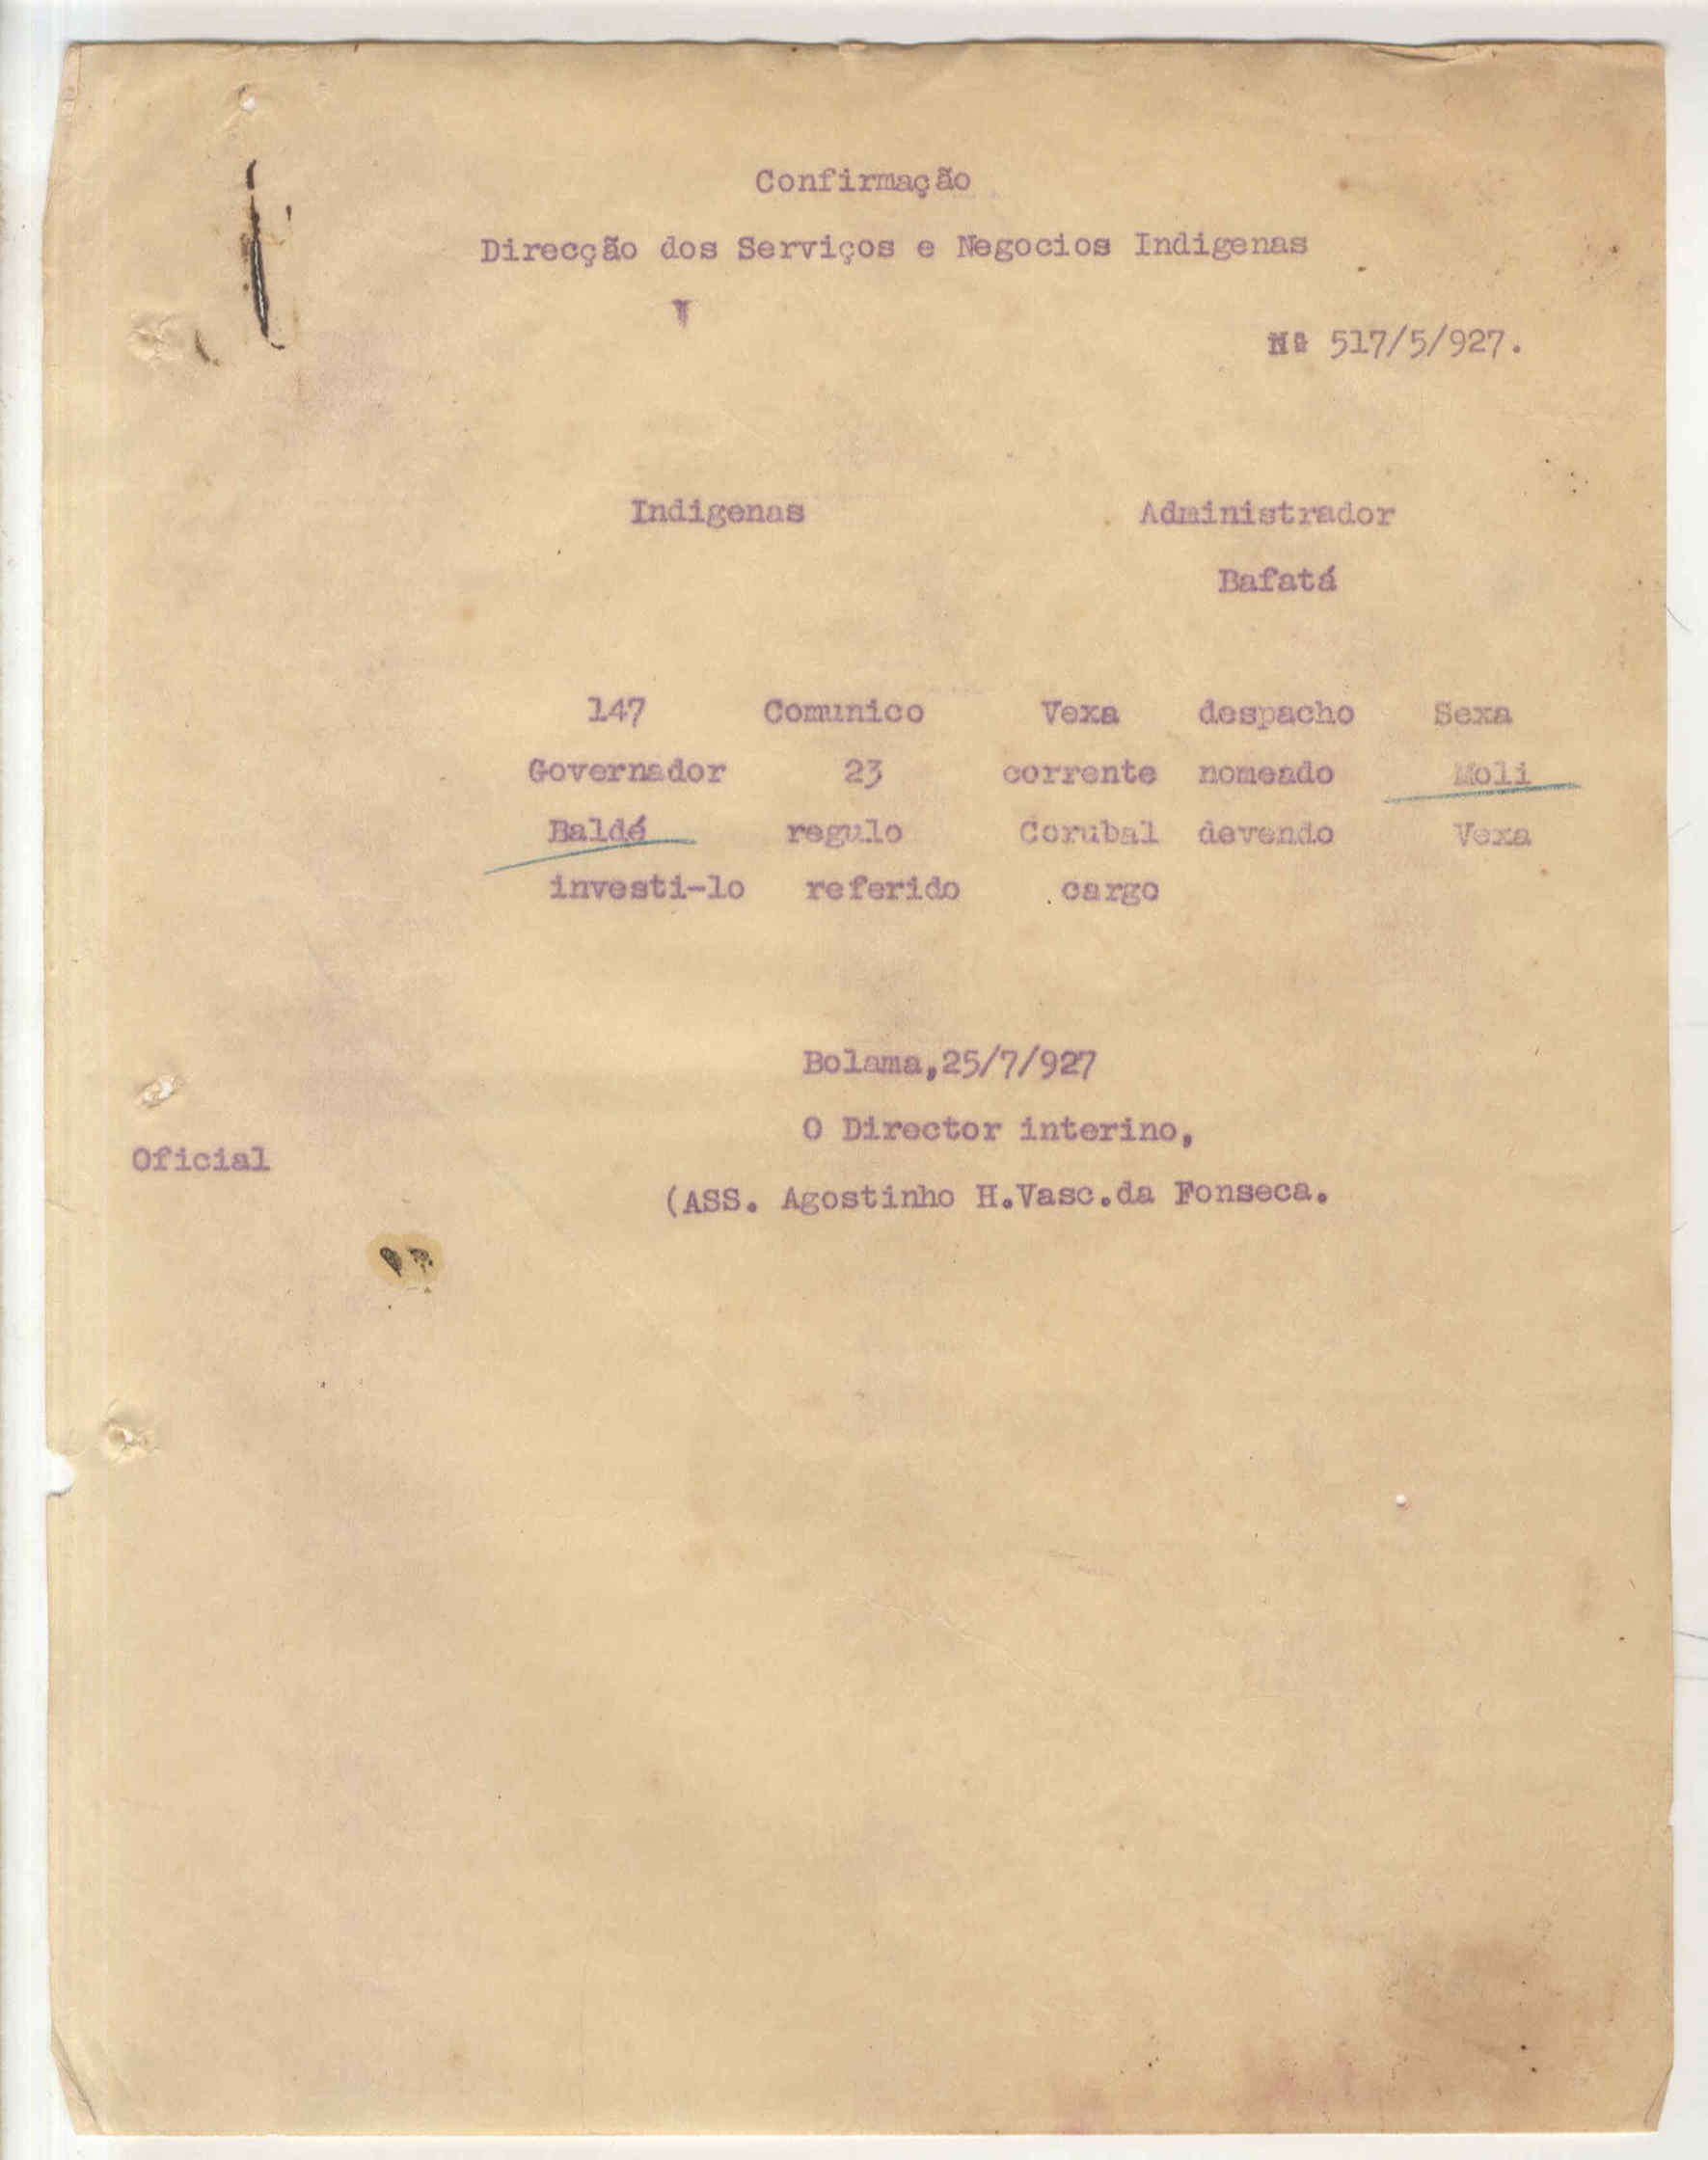 Confirmação
Direcção dos Serviços e Negocios Indigenas
Nº 517/5/927.
Indigenas Administrador
Bafatá
147 Comunico Vexa despacho Sexa
Governador 23 corrente nomeado Moli
Baldé regulo Corubal devendo Vexa
investi-lo referido cargo
Bolama,25/7/927
O Director interino,
Oficial
(ASS. Agostinho H.Vasc.da Fonseca.